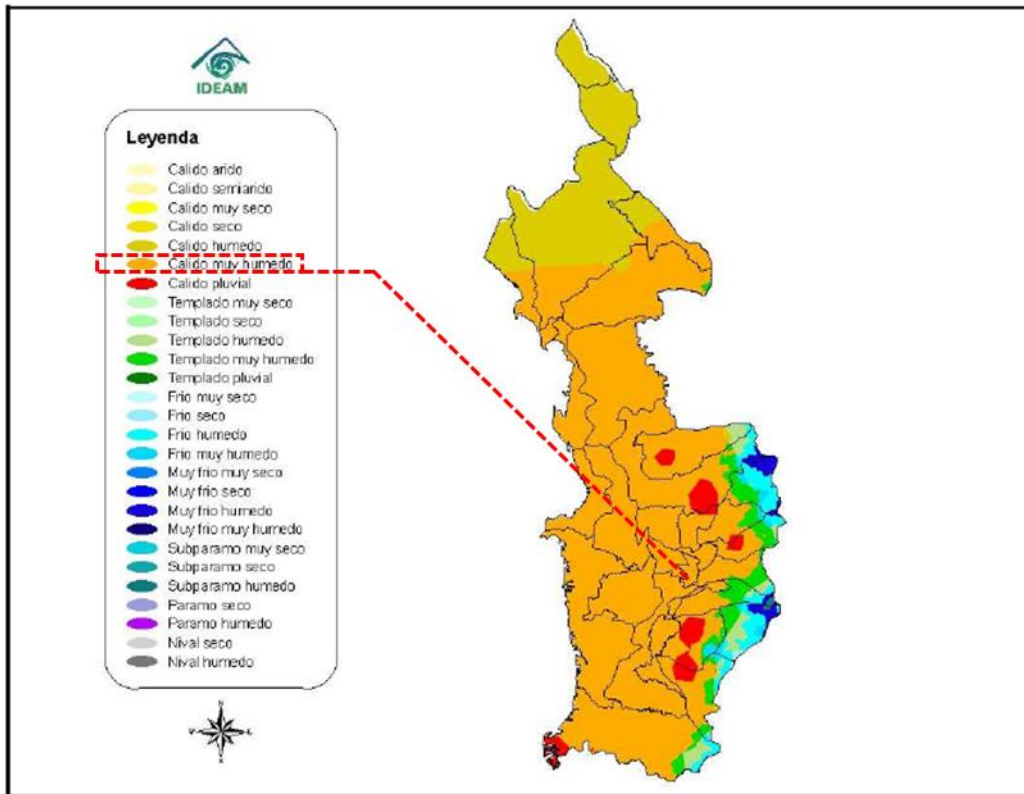 IDEAM
Leyenda
Calido arido
Calido semiarido
Calido muy seco
Calido seco
Calido humedo
Calido muy humedo
Calido pluvial
Templado muy seco
Templado seco
Templado humedo
Templado muy humedo
Templado pluvial
Frio muy seco
Frio seco
Frio humedo
Frio muy humedo
Muy frio muy seco
Muy frio seco
Muy frio humedo
Muy frio muy humedo
Subparamo muy seco
Subparamo seco
Subparamo humedo
Paramo seco
Paramo humedo
Nival seco
Nival humedo